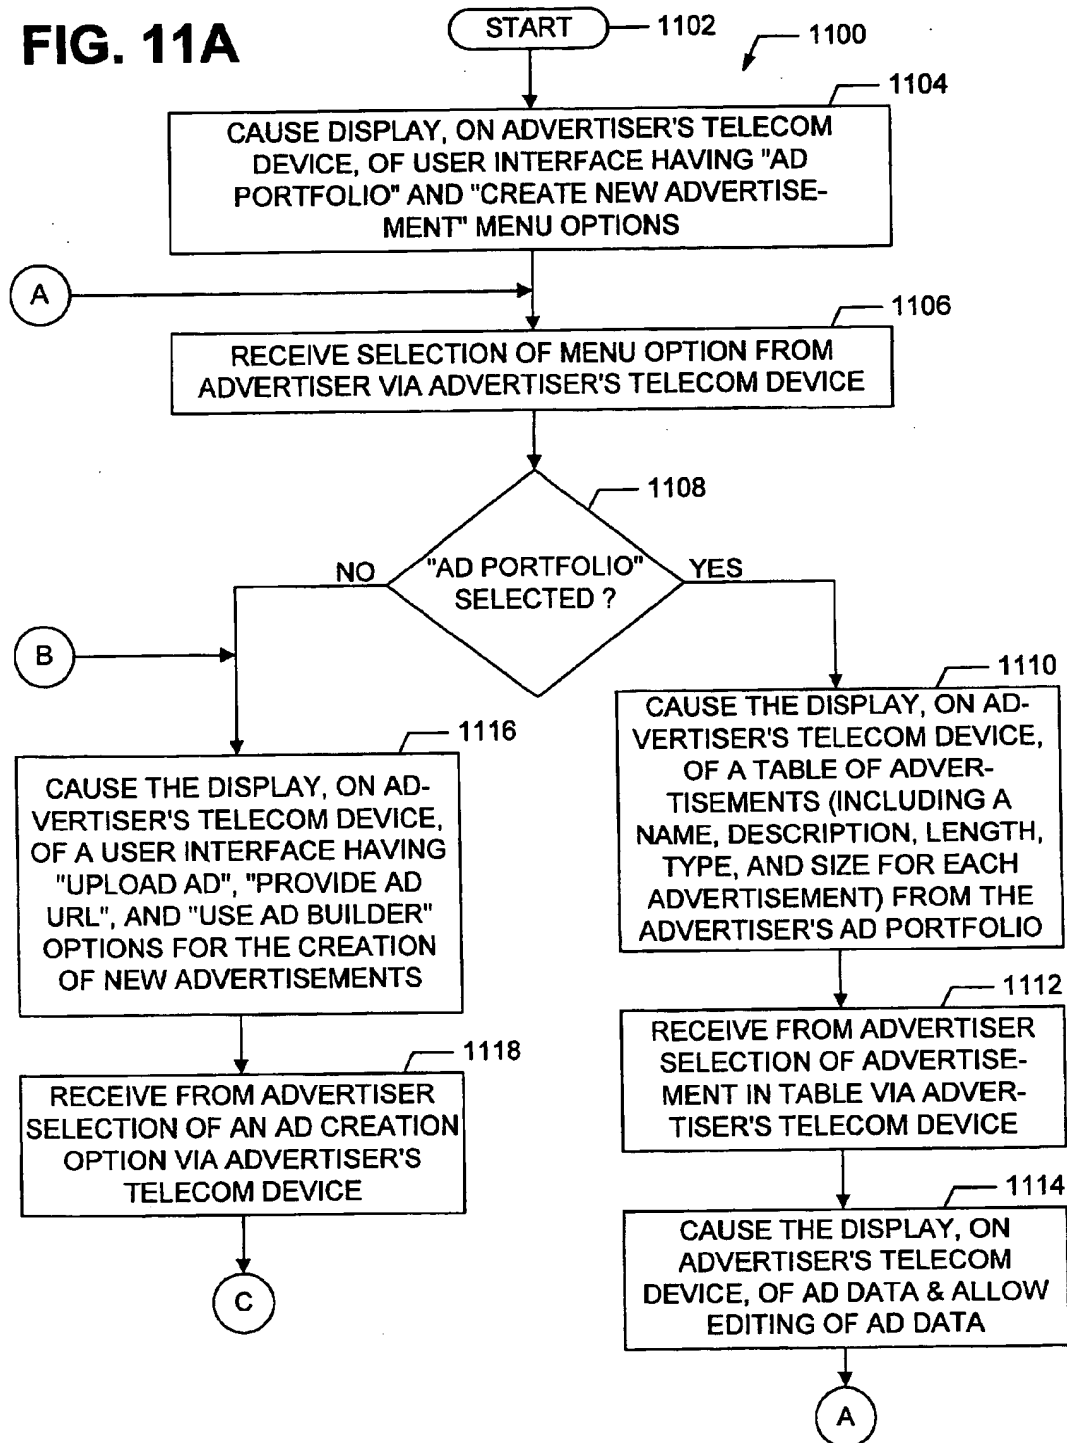 FIG. 11A
START
1102
1100
1104
CAUSE DISPLAY, ON ADVERTISER'S TELECOM
DEVICE, OF USER INTERFACE HAVING "AD
PORTFOLIO" AND "CREATE NEW ADVERTISE-
MENT" MENU OPTIONS
A
1106
RECEIVE SELECTION OF MENU OPTION FROM
ADVERTISER VIA ADVERTISER'S TELECOM DEVICE
1108
"AD PORTFOLIO"
SELECTED ?
NO
YES
B
1110
CAUSE THE DISPLAY, ON AD-
VERTISER'S TELECOM DEVICE,
OF A TABLE OF ADVER-
TISEMENTS (INCLUDING A
NAME, DESCRIPTION, LENGTH,
TYPE, AND SIZE FOR EACH
ADVERTISEMENT) FROM THE
ADVERTISER'S AD PORTFOLIO
1116
CAUSE THE DISPLAY, ON AD-
VERTISER'S TELECOM DEVICE,
OF A USER INTERFACE HAVING
"UPLOAD AD", "PROVIDE AD
URL", AND "USE AD BUILDER"
OPTIONS FOR THE CREATION
OF NEW ADVERTISEMENTS
1112
RECEIVE FROM ADVERTISER
SELECTION OF ADVERTISE-
MENT IN TABLE VIA ADVER-
TISER'S TELECOM DEVICE
1118
RECEIVE FROM ADVERTISER
SELECTION OF AN AD CREATION
OPTION VIA ADVERTISER'S
TELECOM DEVICE
1114
CAUSE THE DISPLAY, ON
ADVERTISER'S TELECOM
DEVICE, OF AD DATA & ALLOW
EDITING OF AD DATA
C
A